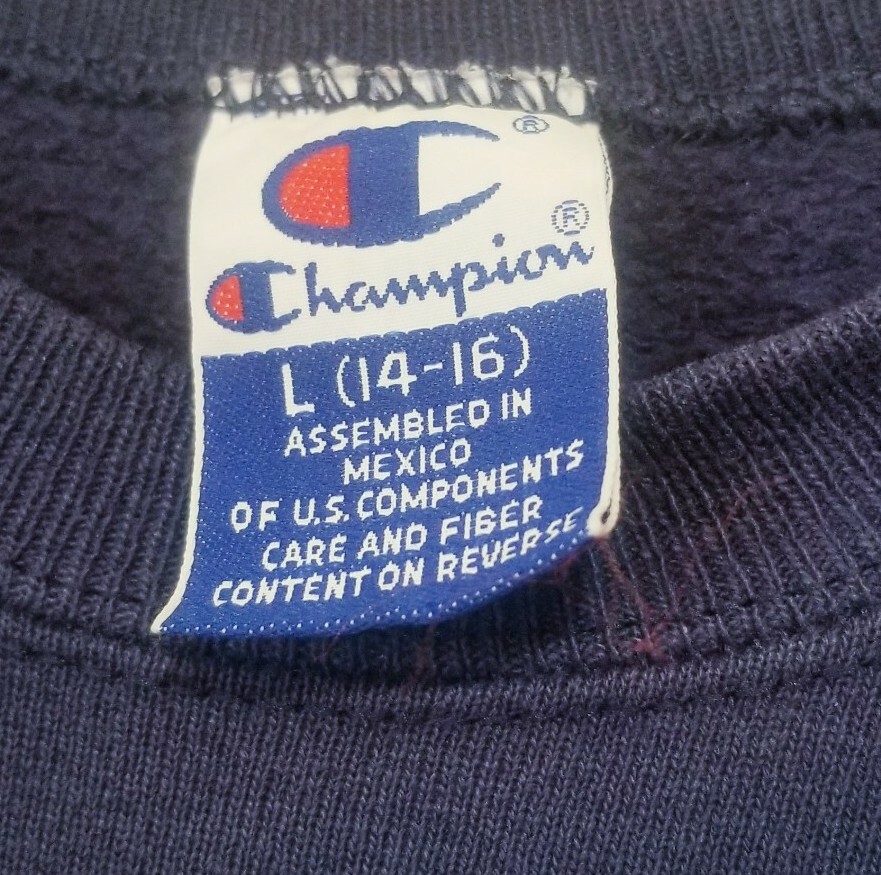 ®
®
Champion
L (14-16)
ASSEMBLED IN
MEXICO
OF U.S. COMPONENTS
CARE AND FIBER
CONTENT ON REVERSE